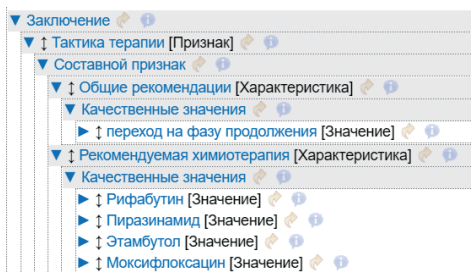 ▼ Заключение
▼ ↕ Тактика терапии [Признак]
▼ Составной признак
▼ ↕ Общие рекомендации [Характеристика]
▼ Качественные значения
► ↕ переход на фазу продолжения [Значение]
▼ ↕ Рекомендуемая химиотерапия [Характеристика]
▼ Качественные значения
► ↕ Рифабутин [Значение]
► ↕ Пиразинамид [Значение]
► ↕ Этамбутол [Значение]
► ↕ Моксифлоксацин [Значение]